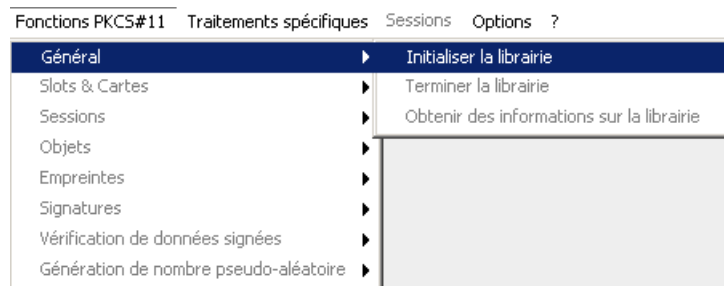 Fonctions PKCS#11 Traitements spécifiques Sessions Options ?
Général Initialiser la librairie
Slots & Cartes Terminer la librairie
Sessions Obtenir des informations sur la librairie
Objets
Empreintes
Signatures
Vérification de données signées
Génération de nombre pseudo-aléatoire